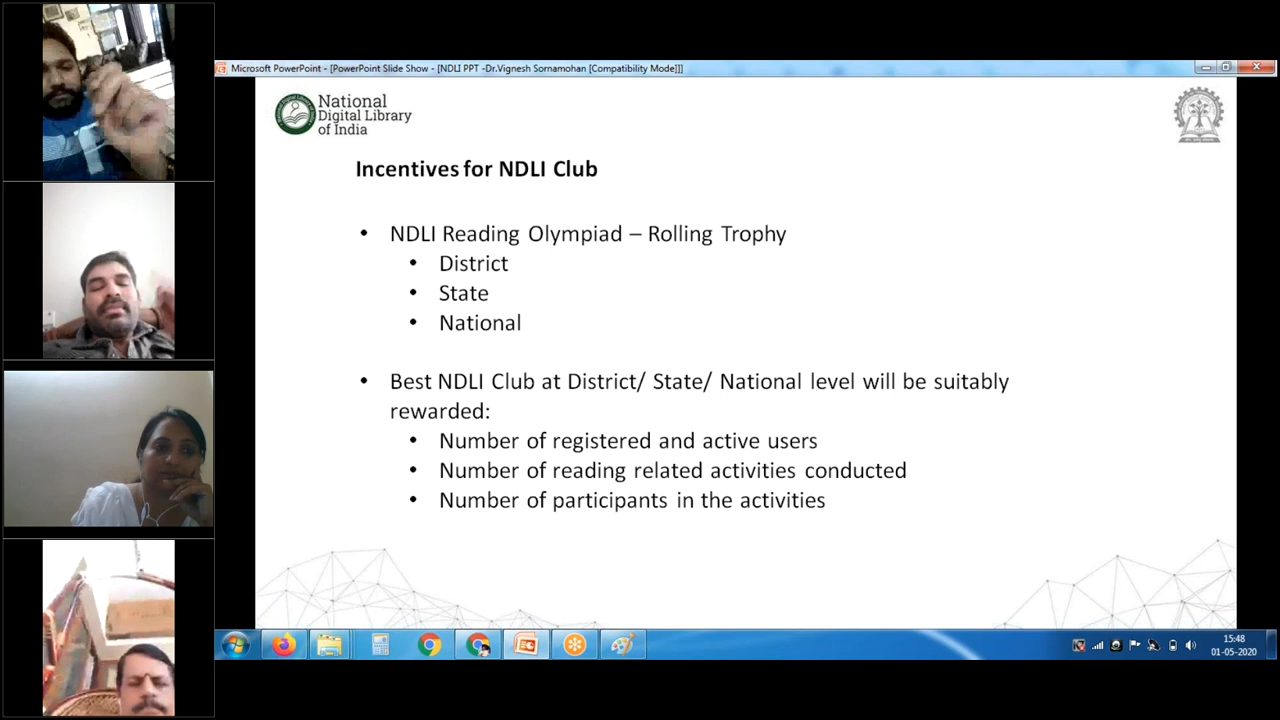 Microsoft PowerPoint - [PowerPoint Slide Show - [NDLI PPT -Dr.Vignesh Sornamohan [Compatibility Mode]]]
National
Digital Library
of India
Incentives for NDLI Club
• NDLI Reading Olympiad – Rolling Trophy
• District
• State
• National
• Best NDLI Club at District/ State/ National level will be suitably
rewarded:
• Number of registered and active users
• Number of reading related activities conducted
• Number of participants in the activities
15:48
01-05-2020